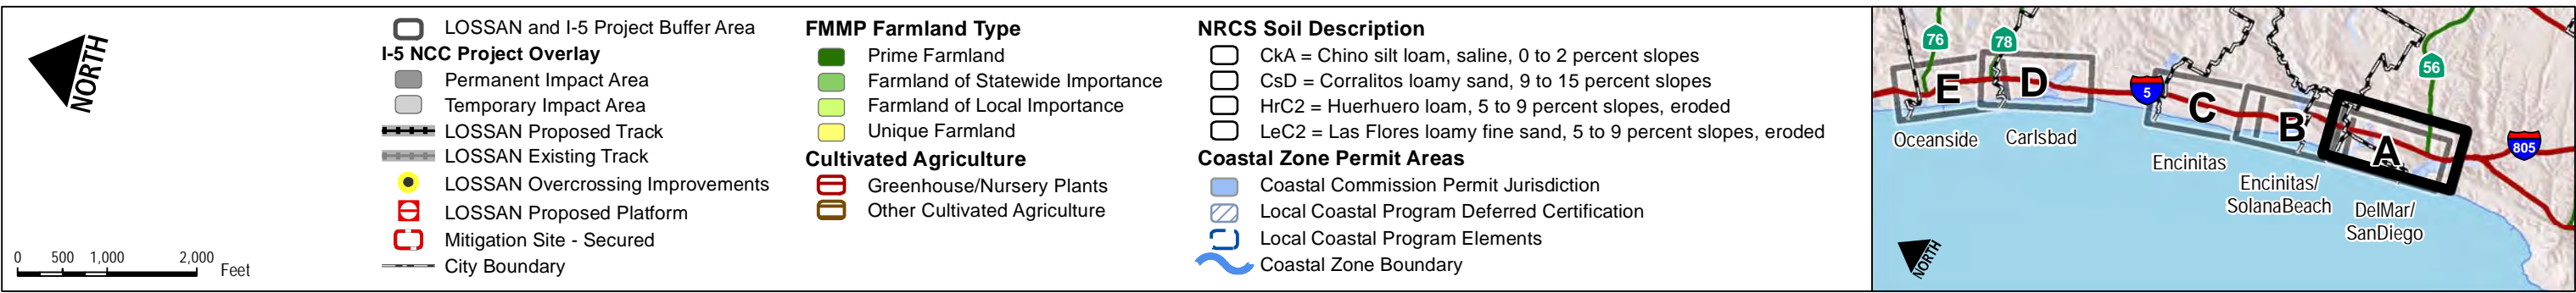 NORTH
0 500 1,000 2,000
Feet
LOSSAN and I-5 Project Buffer Area
I-5 NCC Project Overlay
Permanent Impact Area
Temporary Impact Area
LOSSAN Proposed Track
LOSSAN Existing Track
LOSSAN Overcrossing Improvements
LOSSAN Proposed Platform
Mitigation Site - Secured
City Boundary
FMMP Farmland Type
Prime Farmland
Farmland of Statewide Importance
Farmland of Local Importance
Unique Farmland
Cultivated Agriculture
Greenhouse/Nursery Plants
Other Cultivated Agriculture
NRCS Soil Description
CkA = Chino silt loam, saline, 0 to 2 percent slopes
CsD = Corralitos loamy sand, 9 to 15 percent slopes
HrC2 = Huerhuero loam, 5 to 9 percent slopes, eroded
LeC2 = Las Flores loamy fine sand, 5 to 9 percent slopes, eroded
Coastal Zone Permit Areas
Coastal Commission Permit Jurisdiction
Local Coastal Program Deferred Certification
Local Coastal Program Elements
Coastal Zone Boundary
76
78
56
5
805
E
D
C
B
A
Oceanside
Carlsbad
Encinitas
Encinitas/
SolanaBeach
DelMar/
SanDiego
NORTH